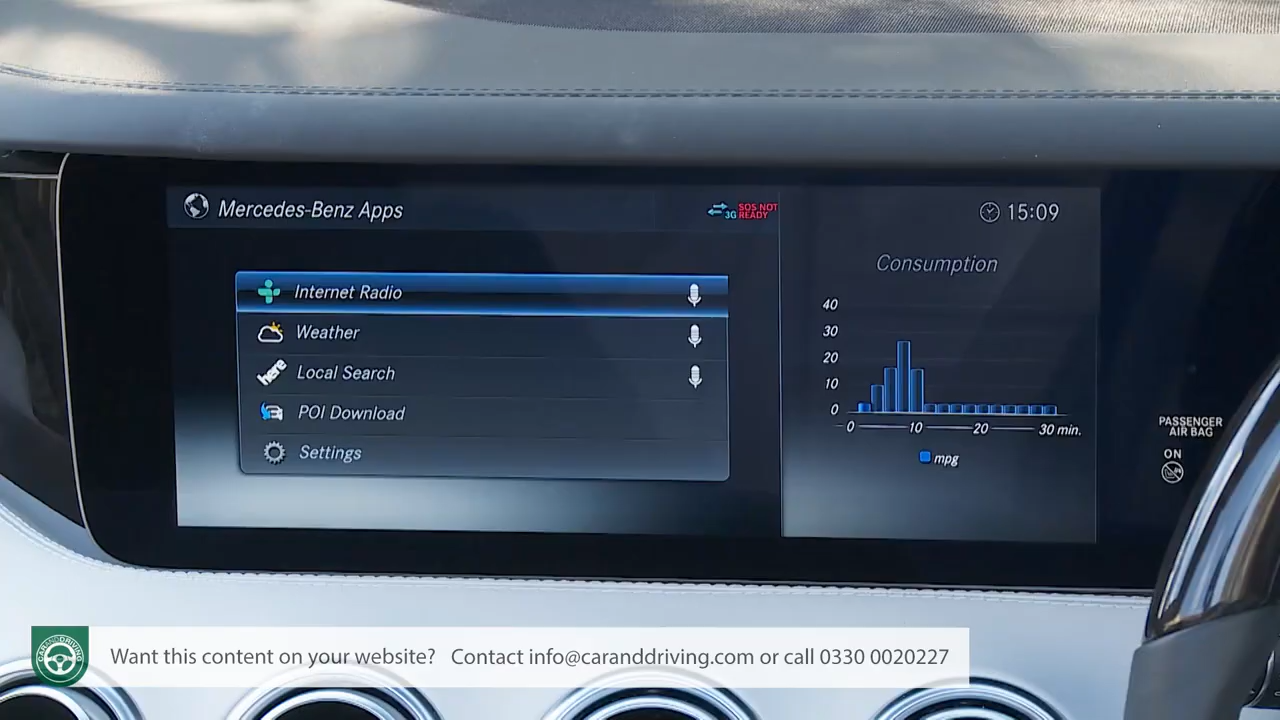 Mercedes-Benz Apps
3G SOS NOT READY
15:09
Internet Radio
Weather
here Local Search
POI Download
Settings
Consumption
40
30
20
10
0
0 10 20 30 min.
mpg
PASSENGER
AIR BAG
ON
CARANDDRIVING
Want this content on your website? Contact info@caranddriving.com or call 0330 0020227